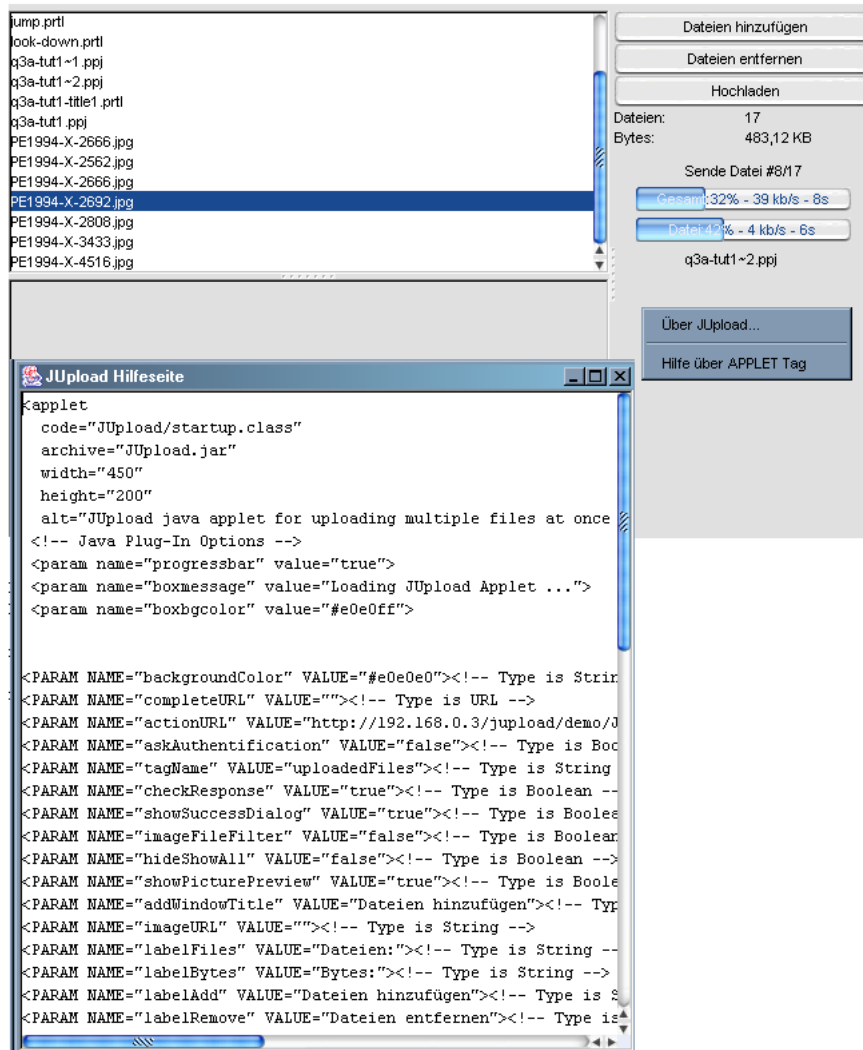 jump.prtl
look-down.prtl
q3a-tut1~1.ppj
q3a-tut1~2.ppj
q3a-tut1-title1.prtl
q3a-tut1.ppj
PE1994-X-2666.jpg
PE1994-X-2562.jpg
PE1994-X-2666.jpg
PE1994-X-2692.jpg
PE1994-X-2808.jpg
PE1994-X-3433.jpg
PE1994-X-4516.jpg
Dateien hinzufügen
Dateien entfernen
Hochladen
Dateien: 17
Bytes: 483,12 KB
Sende Datei #8/17
Gesamt:32% - 39 kb/s - 8s
Datei:42% - 4 kb/s - 6s
q3a-tut1~2.ppj
Über JUpload...
Hilfe über APPLET Tag
JUpload Hilfeseite
<applet
code="JUpload/startup.class"
archive="JUpload.jar"
width="450"
height="200"
alt="JUpload java applet for uploading multiple files at once
<!-- Java Plug-In Options -->
<param name="progressbar" value="true">
<param name="boxmessage" value="Loading JUpload Applet ...">
<param name="boxbgcolor" value="#e0e0ff">
<PARAM NAME="backgroundColor" VALUE="#e0e0e0"><!-- Type is Strin
<PARAM NAME="completeURL" VALUE=""><!-- Type is URL -->
<PARAM NAME="actionURL" VALUE="http://192.168.0.3/jupload/demo/J
<PARAM NAME="askAuthentification" VALUE="false"><!-- Type is Boo
<PARAM NAME="tagName" VALUE="uploadedFiles"><!-- Type is String
<PARAM NAME="checkResponse" VALUE="true"><!-- Type is Boolean --
<PARAM NAME="showSuccessDialog" VALUE="true"><!-- Type is Boolea
<PARAM NAME="imageFileFilter" VALUE="false"><!-- Type is Boolean
<PARAM NAME="hideShowAll" VALUE="false"><!-- Type is Boolean -->
<PARAM NAME="showPicturePreview" VALUE="true"><!-- Type is Boole
<PARAM NAME="addWindowTitle" VALUE="Dateien hinzufügen"><!-- Typ
<PARAM NAME="imageURL" VALUE=""><!-- Type is String -->
<PARAM NAME="labelFiles" VALUE="Dateien:"><!-- Type is String --
<PARAM NAME="labelBytes" VALUE="Bytes:"><!-- Type is String -->
<PARAM NAME="labelAdd" VALUE="Dateien hinzufügen"><!-- Type is S
<PARAM NAME="labelRemove" VALUE="Dateien entfernen"><!-- Type is